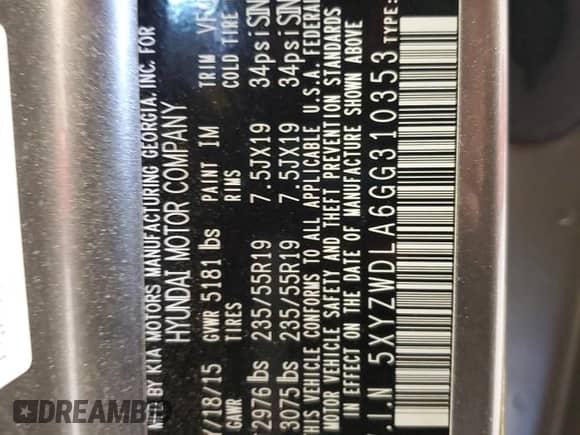 BY KIA MOTORS MANUFACTURING GEORGIA, INC. FOR
HYUNDAI MOTOR COMPANY
/18/15 GVWR 5181 lbs PAINT IM TRIM
GAWR TIRES RIMS COLD TIRE
2976 lbs 235/55R19 7.5JX19 34psi
3075 lbs 235/55R19 7.5JX19 34psi
THIS VEHICLE CONFORMS TO ALL APPLICABLE U.S.A. FEDERAL
MOTOR VEHICLE SAFETY AND THEFT PREVENTION STANDARDS
IN EFFECT ON THE DATE OF MANUFACTURE SHOWN ABOVE
V.I.N 5XYZWDLA6GG310353 TYPE:
DREAMBID